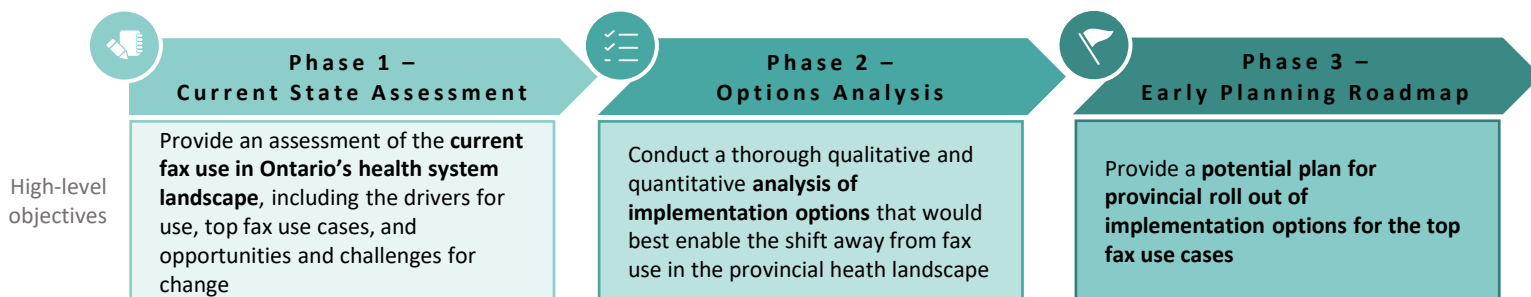 Phase 1 –
Current State Assessment
Phase 2 –
Options Analysis
Phase 3 –
Early Planning Roadmap
High-level
objectives
Provide an assessment of the current
fax use in Ontario’s health system
landscape, including the drivers for
use, top fax use cases, and
opportunities and challenges for
change
Conduct a thorough qualitative and
quantitative analysis of
implementation options that would
best enable the shift away from fax
use in the provincial heath landscape
Provide a potential plan for
provincial roll out of
implementation options for the top
fax use cases